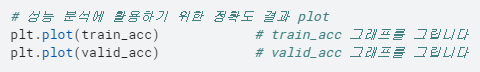 # 성능 분석에 활용하기 위한 정확도 결과 plot
plt.plot(train_acc) # train_acc 그래프를 그립니다
plt.plot(valid_acc) # valid_acc 그래프를 그립니다